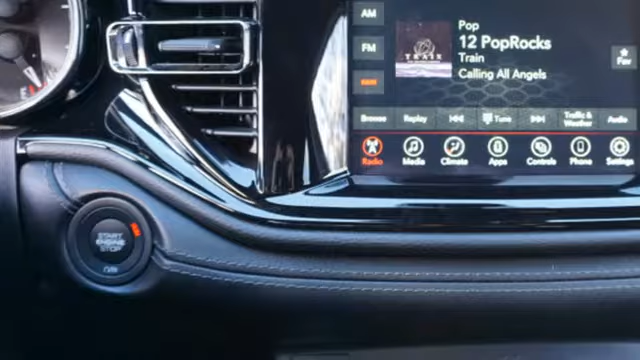 AM
FM
Pop
12 PopRocks
Train
Calling All Angels
TRAIN
Fav
Browse
Replay
Tune
Traffic & Weather
Audio
Radio
Media
Climate
Apps
Controls
Phone
Settings
START
ENGINE
STOP